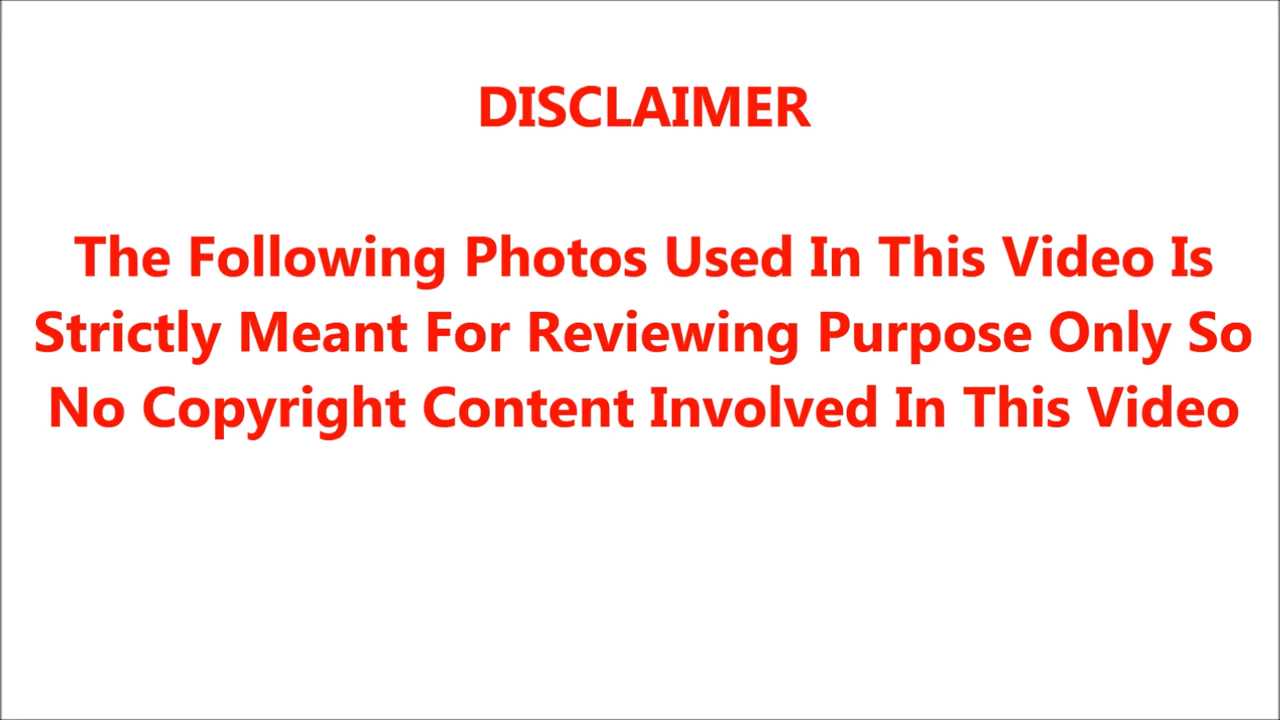 DISCLAIMER
The Following Photos Used In This Video Is
Strictly Meant For Reviewing Purpose Only So
No Copyright Content Involved In This Video